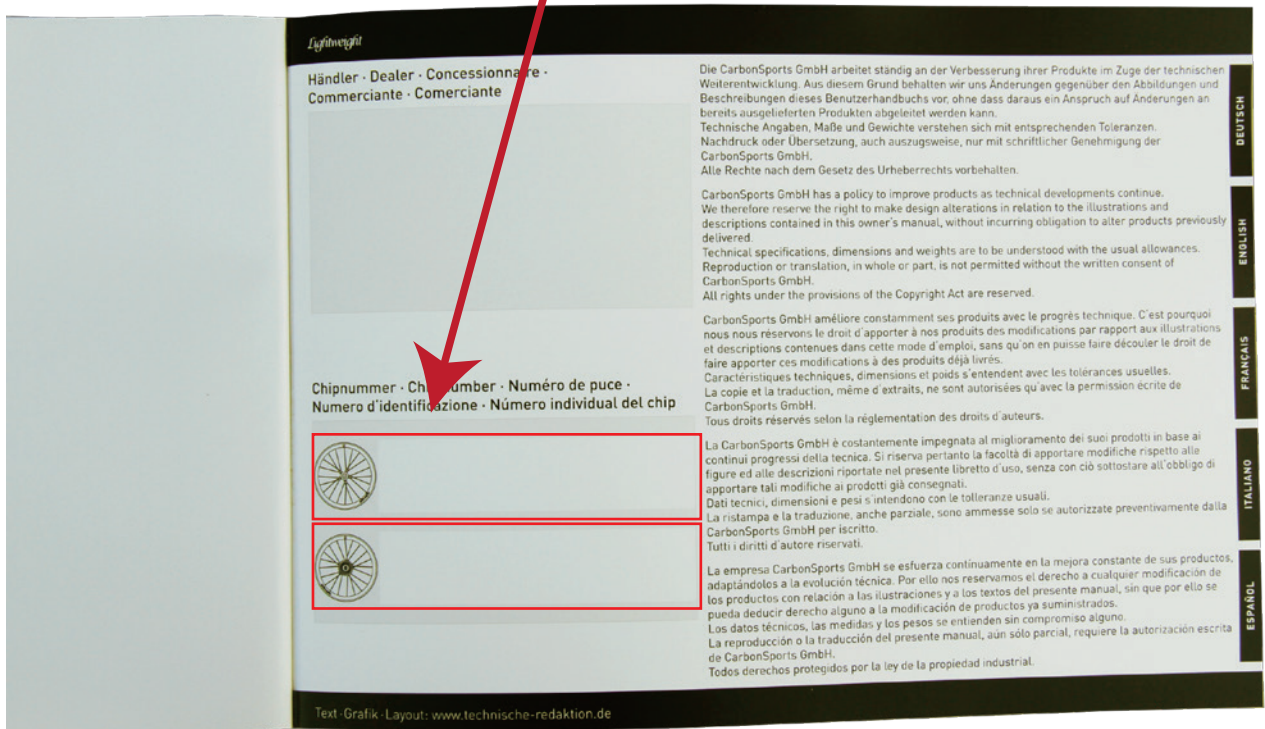 Lightweight
Händler · Dealer · Concessionnaire ·
Commerciante · Comerciante
Chipnummer · Chip number · Numéro de puce ·
Numero d'identificazione · Número individual del chip
Die CarbonSports GmbH arbeitet ständig an der Verbesserung ihrer Produkte im Zuge der technischen
Weiterentwicklung. Aus diesem Grund behalten wir uns Änderungen gegenüber den Abbildungen und
Beschreibungen dieses Benutzerhandbuchs vor, ohne dass daraus ein Anspruch auf Änderungen an
bereits ausgelieferten Produkten abgeleitet werden kann.
Technische Angaben, Maße und Gewichte verstehen sich mit entsprechenden Toleranzen.
Nachdruck oder Übersetzung, auch auszugsweise, nur mit schriftlicher Genehmigung der
CarbonSports GmbH.
Alle Rechte nach dem Gesetz des Urheberrechts vorbehalten.
CarbonSports GmbH has a policy to improve products as technical developments continue.
We therefore reserve the right to make design alterations in relation to the illustrations and
descriptions contained in this owner's manual, without incurring obligation to alter products previously
delivered.
Technical specifications, dimensions and weights are to be understood with the usual allowances.
Reproduction or translation, in whole or part, is not permitted without the written consent of
CarbonSports GmbH.
All rights under the provisions of the Copyright Act are reserved.
CarbonSports GmbH améliore constamment ses produits avec le progrès technique. C'est pourquoi
nous nous réservons le droit d'apporter à nos produits des modifications par rapport aux illustrations
et descriptions contenues dans cette mode d'emploi, sans qu'on en puisse faire découler le droit de
faire apporter ces modifications à des produits déjà livrés.
Caractéristiques techniques, dimensions et poids s'entendent avec les tolérances usuelles.
La copie et la traduction, même d'extraits, ne sont autorisées qu'avec la permission écrite de
CarbonSports GmbH.
Tous droits réservés selon la réglementation des droits d'auteurs.
La CarbonSports GmbH è costantemente impegnata al miglioramento dei suoi prodotti in base ai
continui progressi della tecnica. Si riserva pertanto la facoltà di apportare modifiche rispetto alle
figure ed alle descrizioni riportate nel presente libretto d'uso, senza con ciò sottostare all'obbligo di
apportare tali modifiche ai prodotti già consegnati.
Dati tecnici, dimensioni e pesi s'intendono con le tolleranze usuali.
La ristampa e la traduzione, anche parziale, sono ammesse solo se autorizzate preventivamente dalla
CarbonSports GmbH per iscritto.
Tutti i diritti d'autore riservati.
La empresa CarbonSports GmbH se esfuerza continuamente en la mejora constante de sus productos,
adaptándolos a la evolución técnica. Por ello nos reservamos el derecho a cualquier modificación de
los productos con relación a las ilustraciones y a los textos del presente manual, sin que por ello se
pueda deducir derecho alguno a la modificación de productos ya suministrados.
Los datos técnicos, las medidas y los pesos se entienden sin compromiso alguno.
La reproducción o la traducción del presente manual, aún sólo parcial, requiere la autorización escrita
de CarbonSports GmbH.
Todos derechos protegidos por la ley de la propiedad industrial.
DEUTSCH
ENGLISH
FRANÇAIS
ITALIANO
ESPAÑOL
Text · Grafik · Layout: www.technische-redaktion.de